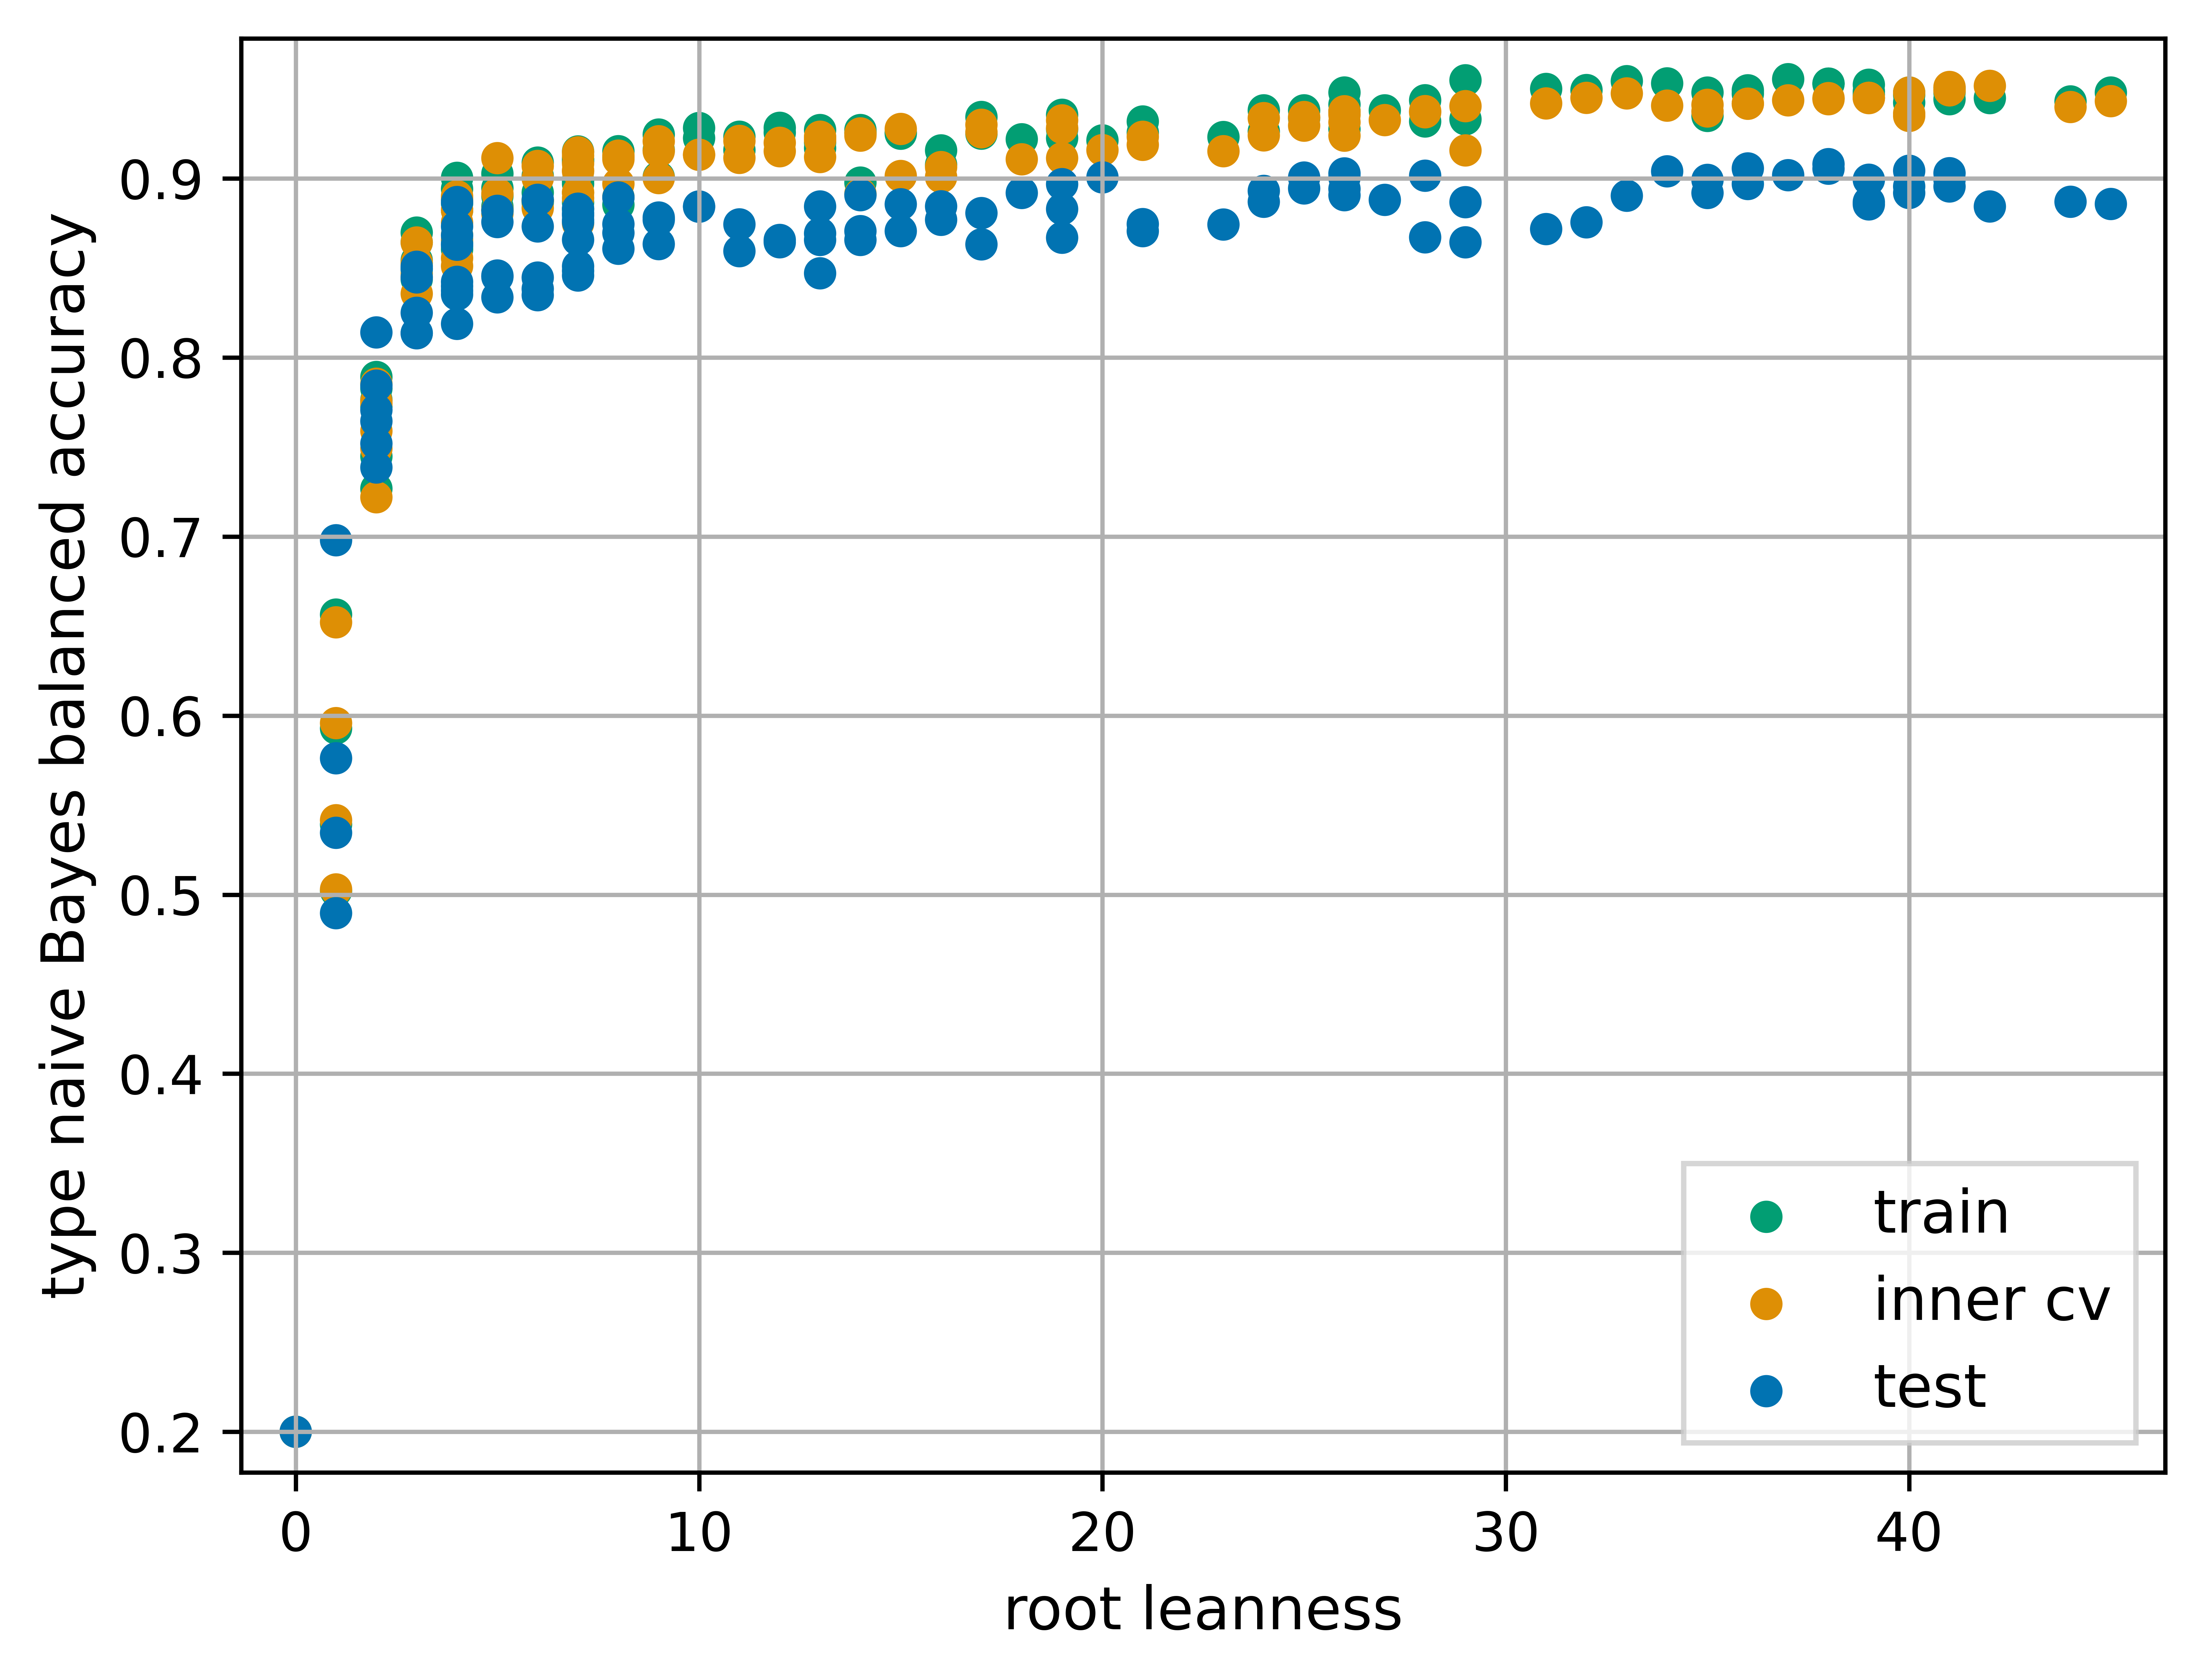 type naive Bayes balanced accuracy
0.9
0.8
0.7
0.6
0.5
0.4
0.3
0.2
0 10 20 30 40
root leanness
train
inner cv
test